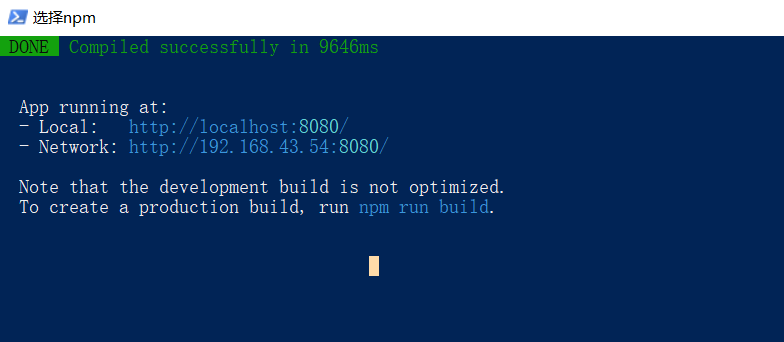 选择npm
DONE Compiled successfully in 9646ms
App running at:
- Local: http://localhost:8080/
- Network: http://192.168.43.54:8080/
Note that the development build is not optimized.
To create a production build, run npm run build.